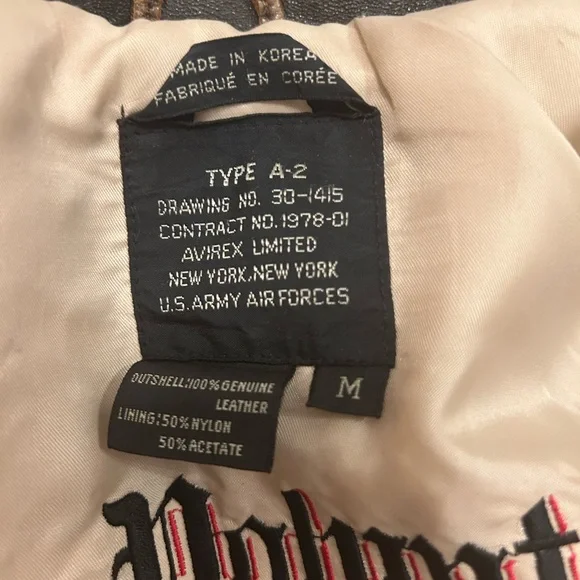 MADE IN KOREA
FABRIQUÉ EN CORÉE
TYPE A-2
DRAWING NO. 30-1415
CONTRACT NO. 1978-01
AVIREX LIMITED
NEW YORK, NEW YORK
U.S. ARMY AIR FORCES
M
OUTSHELL:100% GENUINE
LEATHER
LINING:50% NYLON
50% ACETATE